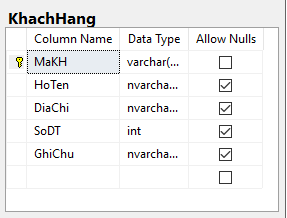 KhachHang
Column Name Data Type Allow Nulls
MaKH varchar(...
HoTen nvarcha...
DiaChi nvarcha...
SoDT int
GhiChu nvarcha...